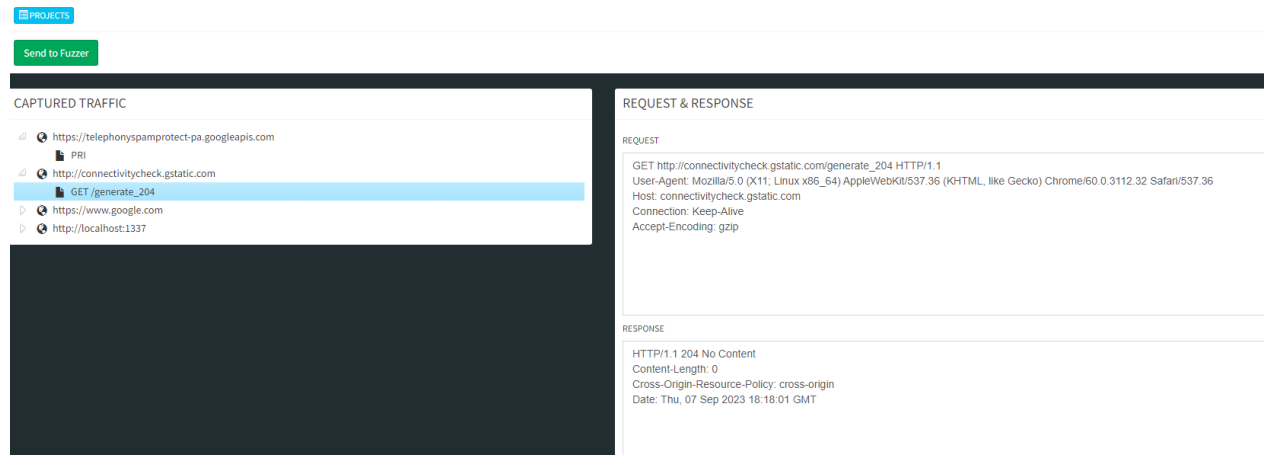 PROJECTS
Send to Fuzzer
CAPTURED TRAFFIC
https://telephonyspamprotect-pa.googleapis.com
PRI
http://connectivitycheck.gstatic.com
GET /generate_204
https://www.google.com
http://localhost:1337
REQUEST & RESPONSE
REQUEST
GET http://connectivitycheck.gstatic.com/generate_204 HTTP/1.1
User-Agent: Mozilla/5.0 (X11; Linux x86_64) AppleWebKit/537.36 (KHTML, like Gecko) Chrome/60.0.3112.32 Safari/537.36
Host: connectivitycheck.gstatic.com
Connection: Keep-Alive
Accept-Encoding: gzip
RESPONSE
HTTP/1.1 204 No Content
Content-Length: 0
Cross-Origin-Resource-Policy: cross-origin
Date: Thu, 07 Sep 2023 18:18:01 GMT